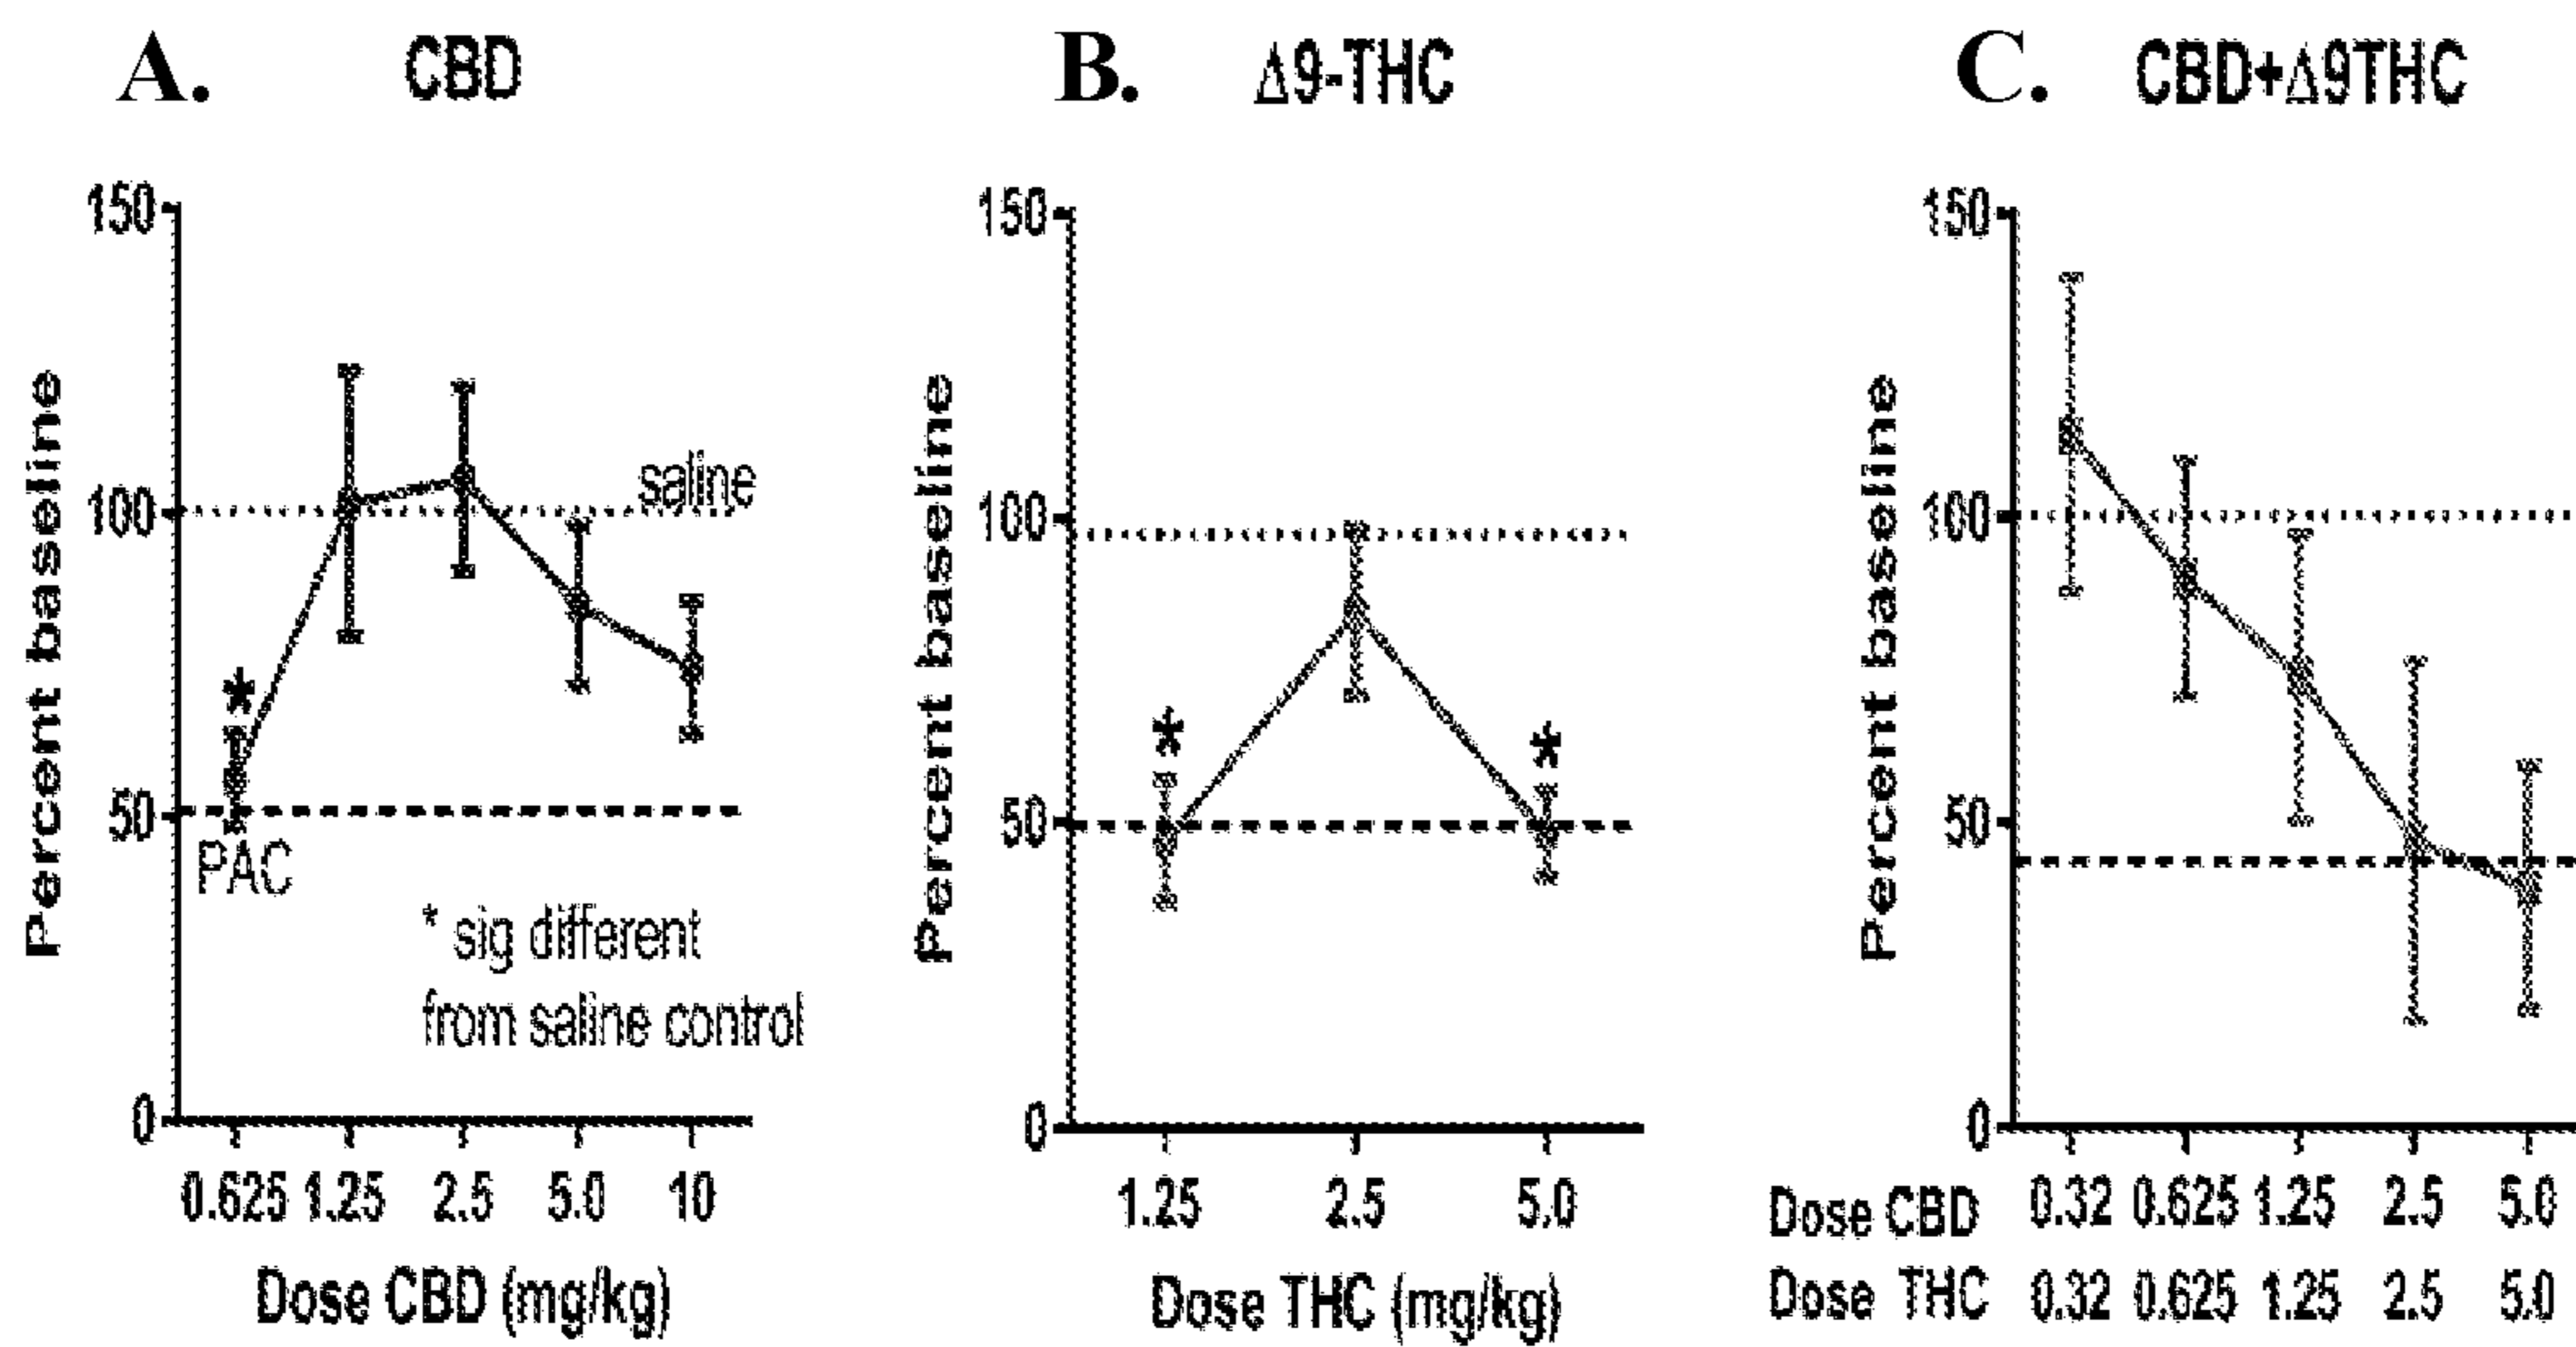 A. CBD
150
100
50
0
Percent baseline
saline
*
PAC
* sig different
from saline control
0.625 1.25 2.5 5.0 10
Dose CBD (mg/kg)
B. Δ9-THC
150
100
50
0
Percent baseline
* *
1.25 2.5 5.0
Dose THC (mg/kg)
C. CBD+Δ9THC
150
100
50
0
Percent baseline
Dose CBD 0.32 0.625 1.25 2.5 5.0
Dose THC 0.32 0.625 1.25 2.5 5.0